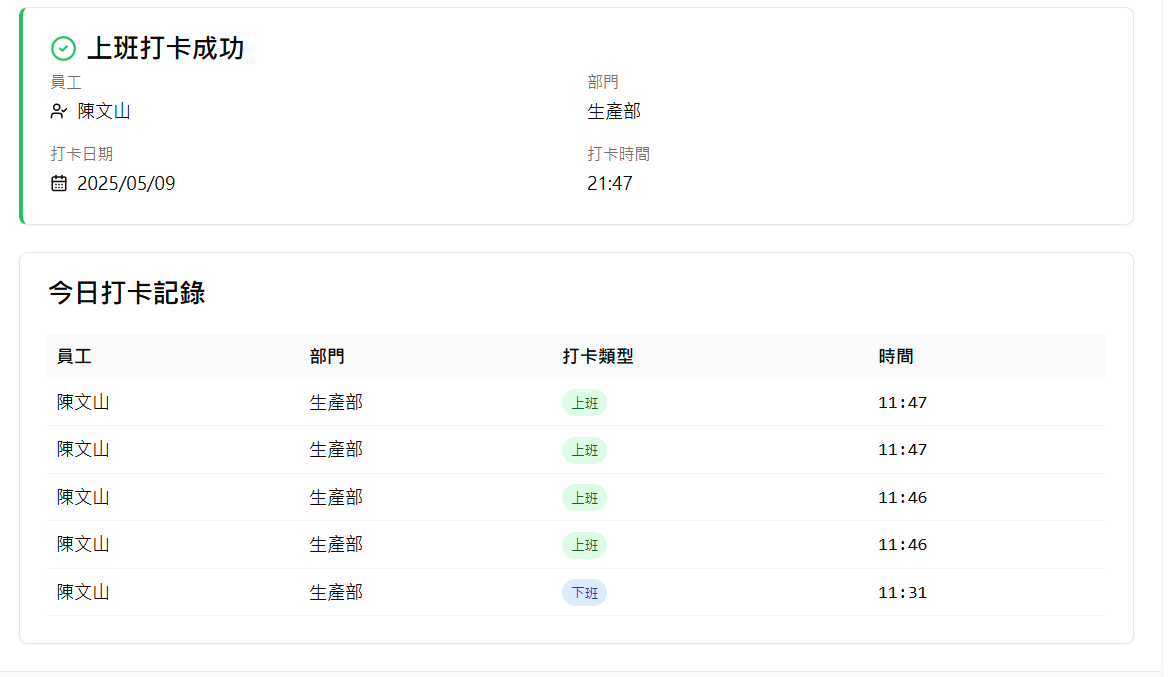 上班打卡成功
員工 部門
陳文山 生產部
打卡日期 打卡時間
2025/05/09 21:47
今日打卡記錄
員工 部門 打卡類型 時間
陳文山 生產部 上班 11:47
陳文山 生產部 上班 11:47
陳文山 生產部 上班 11:46
陳文山 生產部 上班 11:46
陳文山 生產部 下班 11:31